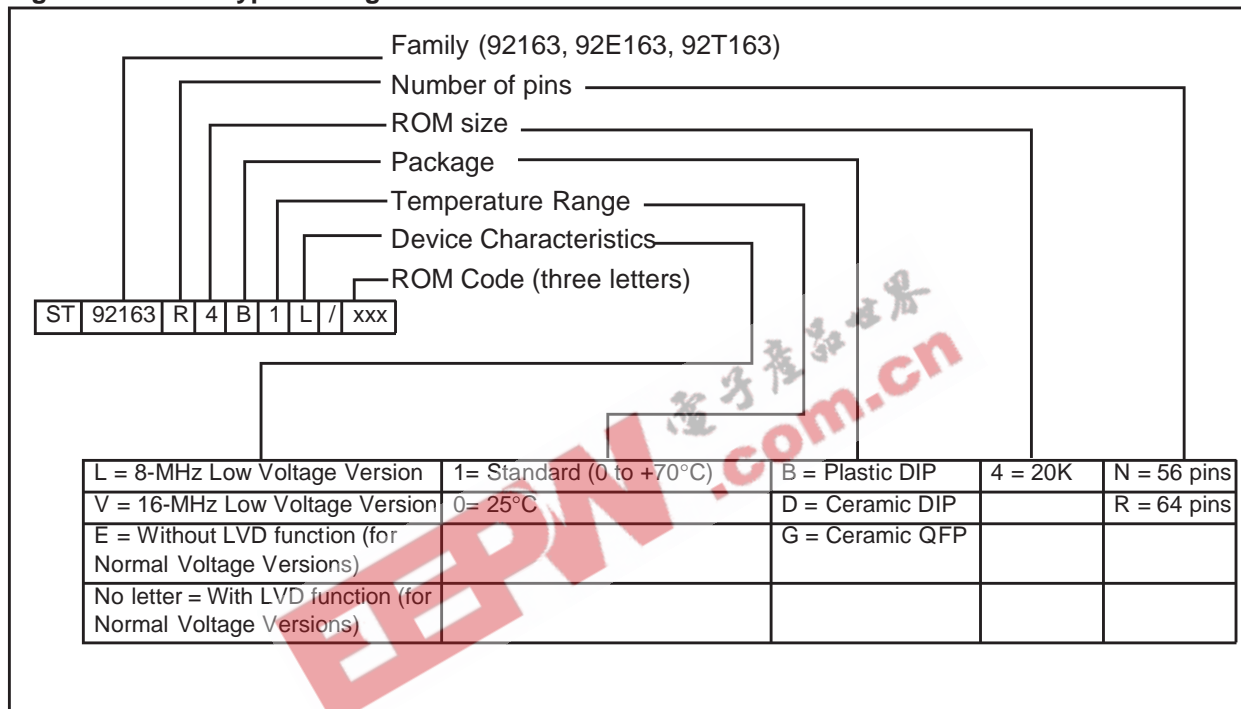 Family (92163, 92E163, 92T163)
Number of pins
ROM size
Package
Temperature Range
Device Characteristics
ROM Code (three letters)
ST 92163 R 4 B 1 L / xxx
L = 8-MHz Low Voltage Version 1= Standard (0 to +70°C) B = Plastic DIP 4 = 20K N = 56 pins
V = 16-MHz Low Voltage Version 0= 25°C D = Ceramic DIP R = 64 pins
E = Without LVD function (for G = Ceramic QFP
Normal Voltage Versions)
No letter = With LVD function (for
Normal Voltage Versions)
EEPW .com.cn
電子產品世界